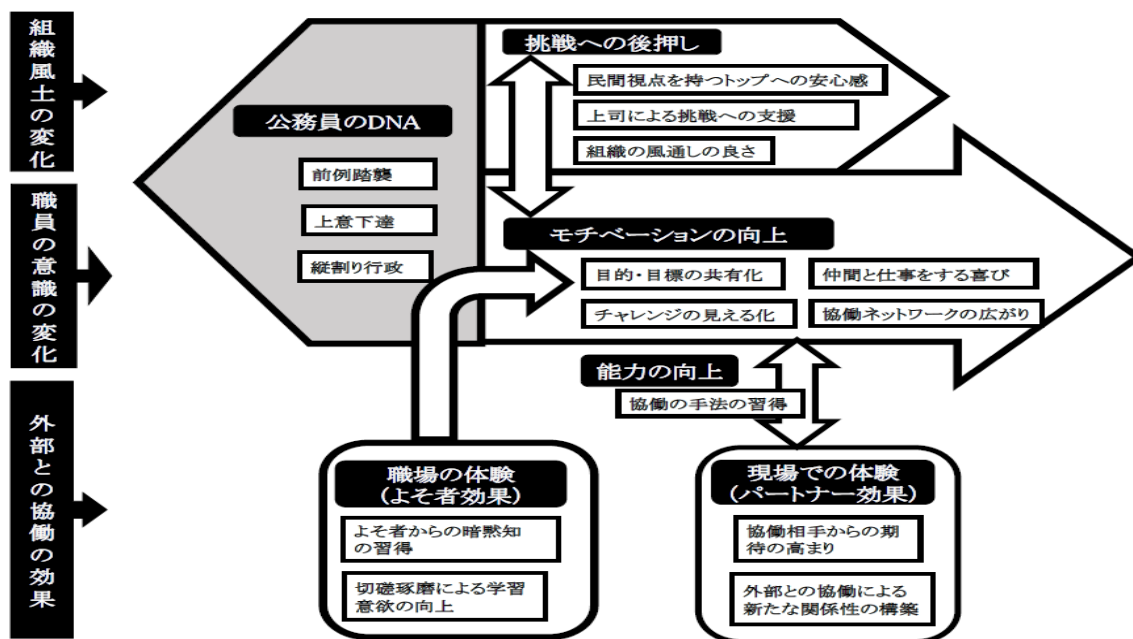 組織風土の変化
職員の意識の変化
外部との協働の効果
公務員のDNA
前例踏襲
上意下達
縦割り行政
挑戦への後押し
民間視点を持つトップへの安心感
上司による挑戦への支援
組織の風通しの良さ
モチベーションの向上
目的・目標の共有化
仲間と仕事をする喜び
チャレンジの見える化
協働ネットワークの広がり
能力の向上
協働の手法の習得
職場の体験
(よそ者効果)
よそ者からの暗黙知
の習得
切磋琢磨による学習
意欲の向上
現場での体験
(パートナー効果)
協働相手からの期
待の高まり
外部との協働による
新たな関係性の構築